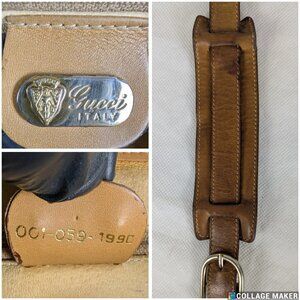 Gucci
ITALY
001-059-1990
COLLAGE MAKER